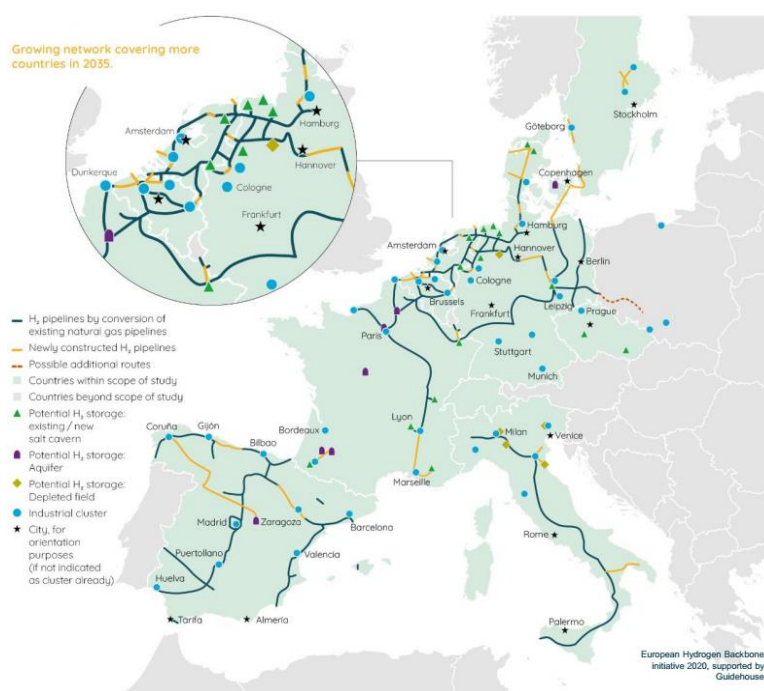 Growing network covering more
countries in 2035.
Amsterdam
Hamburg
Dunkerque
Hannover
Cologne
Frankfurt
Stockholm
Göteborg
Copenhagen
Hamburg
Amsterdam
Hannover
Berlin
Cologne
Brussels
Leipzig
Frankfurt
Prague
Paris
Stuttgart
Munich
H₂ pipelines by conversion of
existing natural gas pipelines
Newly constructed H₂ pipelines
Possible additional routes
Countries within scope of study
Countries beyond scope of study
Potential H₂ storage:
existing / new
salt cavern
Potential H₂ storage:
Aquifer
Potential H₂ storage:
Depleted field
Industrial cluster
City, for
orientation
purposes
(if not indicated
as cluster already)
Lyon
Milan
Venice
Coruña
Gijón
Bordeaux
Bilbao
Marseille
Madrid
Zaragoza
Barcelona
Puertollano
Valencia
Rome
Huelva
Tarifa
Almería
Palermo
European Hydrogen Backbone
initiative 2020, supported by
Guidehouse